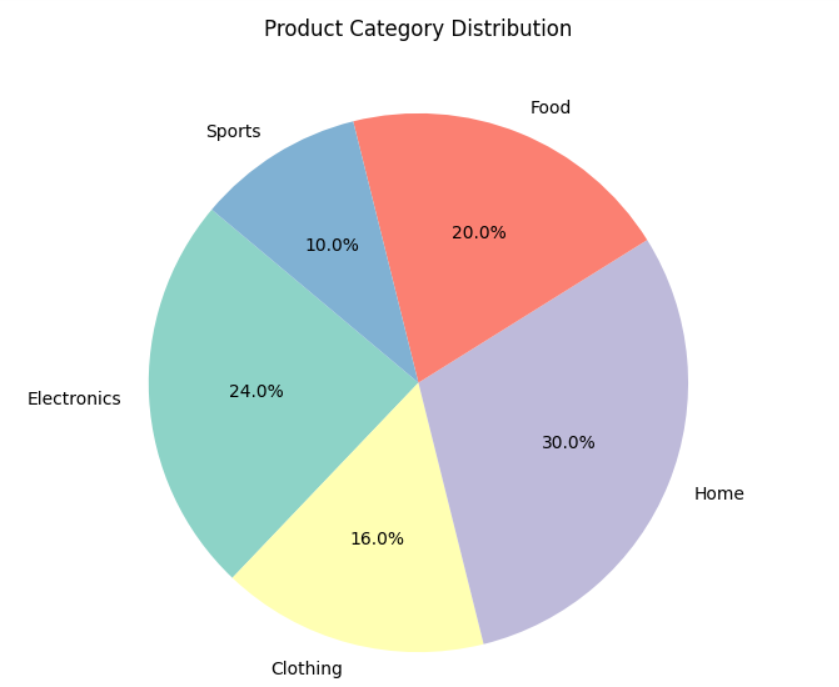 Product Category Distribution
Food
Sports
20.0%
10.0%
24.0%
Electronics
30.0%
Home
16.0%
Clothing